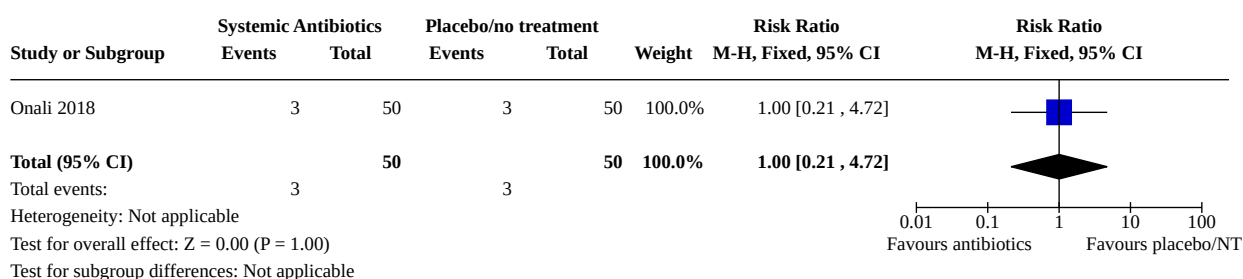 Systemic Antibiotics Placebo/no treatment Risk Ratio Risk Ratio
Study or Subgroup Events Total Events Total Weight M-H, Fixed, 95% CI M-H, Fixed, 95% CI
Onali 2018 3 50 3 50 100.0% 1.00 [0.21 , 4.72]
Total (95% CI) 50 50 100.0% 1.00 [0.21 , 4.72]
Total events: 3 3
Heterogeneity: Not applicable
0.01 0.1 1 10 100
Test for overall effect: Z = 0.00 (P = 1.00) Favours antibiotics Favours placebo/NT
Test for subgroup differences: Not applicable